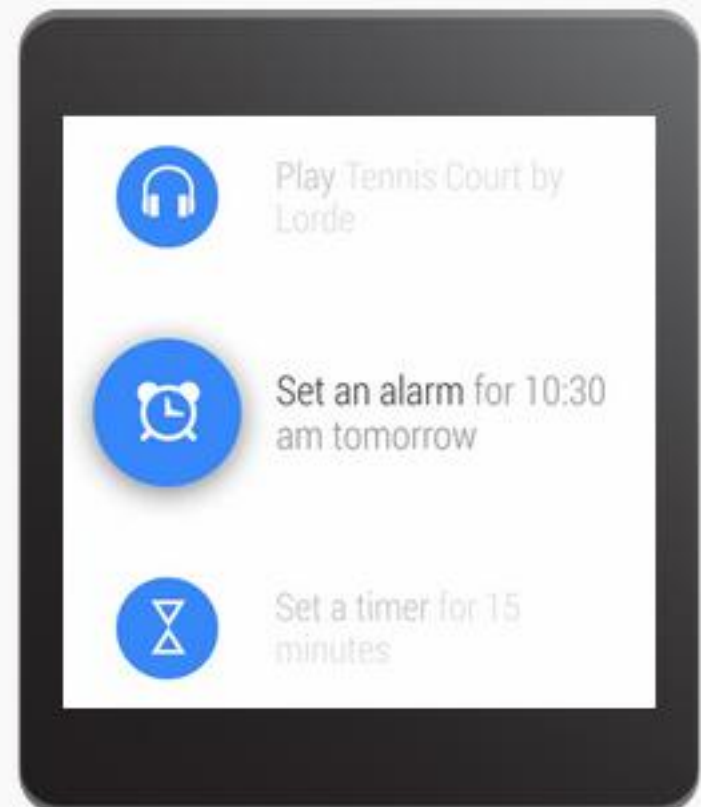 Play Tennis Court by
Lorde
Set an alarm for 10:30
am tomorrow
Set a timer for 15
minutes